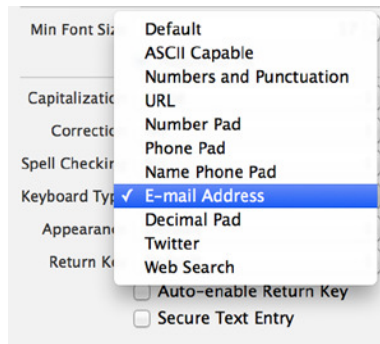 Min Font Siz Default
ASCII Capable
Numbers and Punctuation
Capitalizatio URL
Correctio Number Pad
Phone Pad
Spell Checkin Name Phone Pad
Keyboard Typ ✓ E-mail Address
Decimal Pad
Appearan Twitter
Return K Web Search
Auto-enable Return Key
Secure Text Entry